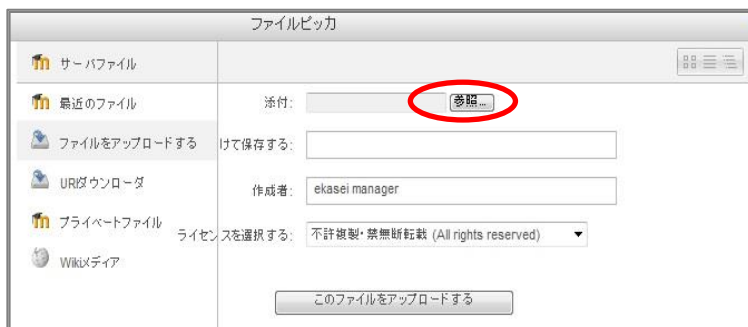 ファイルピッカ
サーバファイル
最近のファイル
ファイルをアップロードする
URLダウンローダ
プライベートファイル
Wikiメディア
添付: 参照...
けて保存する:
作成者: ekasei manager
ライセンスを選択する: 不許複製・禁無断転載 (All rights reserved)
このファイルをアップロードする